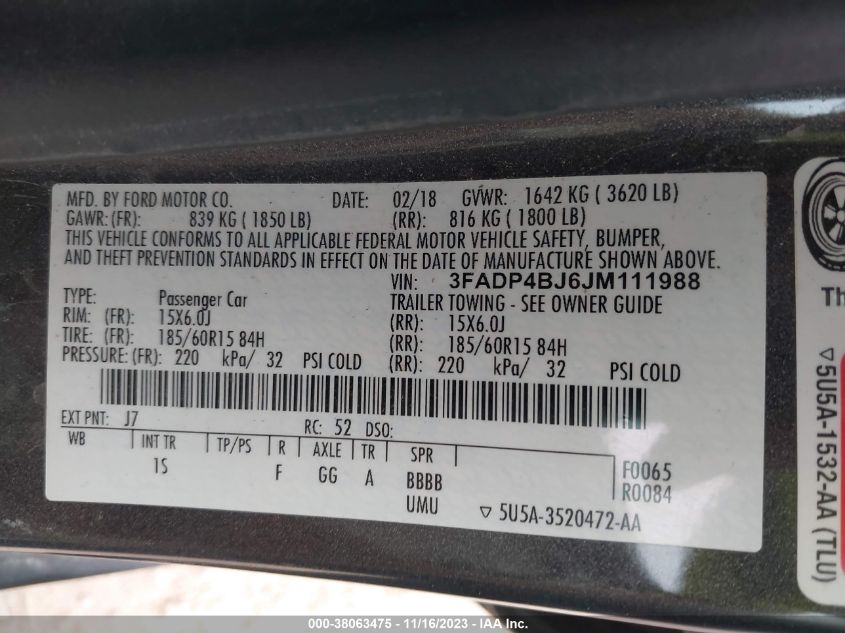 MFD. BY FORD MOTOR CO. DATE: 02/18 GVWR: 1642 KG ( 3620 LB)
GAWR: (FR): 839 KG ( 1850 LB) (RR): 816 KG ( 1800 LB)
THIS VEHICLE CONFORMS TO ALL APPLICABLE FEDERAL MOTOR VEHICLE SAFETY, BUMPER,
AND THEFT PREVENTION STANDARDS IN EFFECT ON THE DATE OF MANUFACTURE SHOWN ABOVE.
VIN: 3FADP4BJ6JM111988
TYPE: Passenger Car TRAILER TOWING - SEE OWNER GUIDE
RIM: (FR): 15X6.0J (RR): 15X6.0J
TIRE: (FR): 185/60R15 84H (RR): 185/60R15 84H
PRESSURE: (FR): 220 kPa/ 32 PSI COLD (RR): 220 kPa/ 32 PSI COLD
EXT PNT: J7 RC: 52 DSO:
WB INT TR TP/PS R AXLE TR SPR
1S F GG A BBBB F0065
UMU R0084
▽ 5U5A-3520472-AA
Th
▽ 5U5A-1532-AA (TLU)
000-38063475 - 11/16/2023 - IAA Inc.